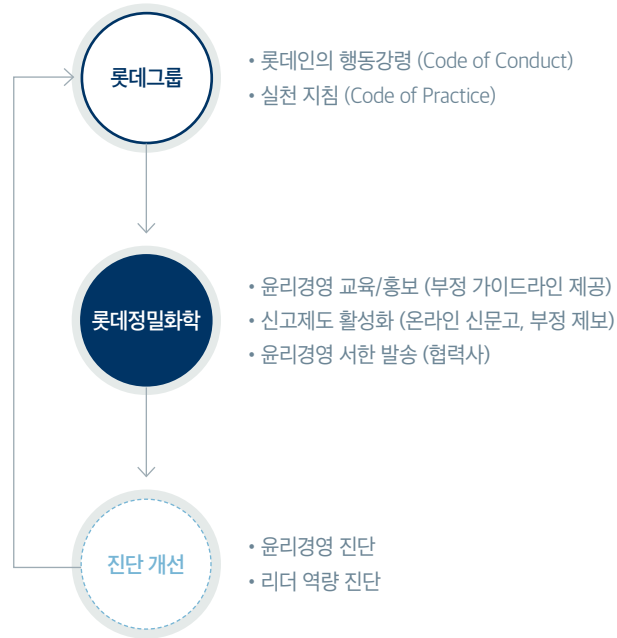 롯데그룹
• 롯데인의 행동강령 (Code of Conduct)
• 실천 지침 (Code of Practice)
롯데정밀화학
• 윤리경영 교육/홍보 (부정 가이드라인 제공)
• 신고제도 활성화 (온라인 신문고, 부정 제보)
• 윤리경영 서한 발송 (협력사)
진단 개선
• 윤리경영 진단
• 리더 역량 진단